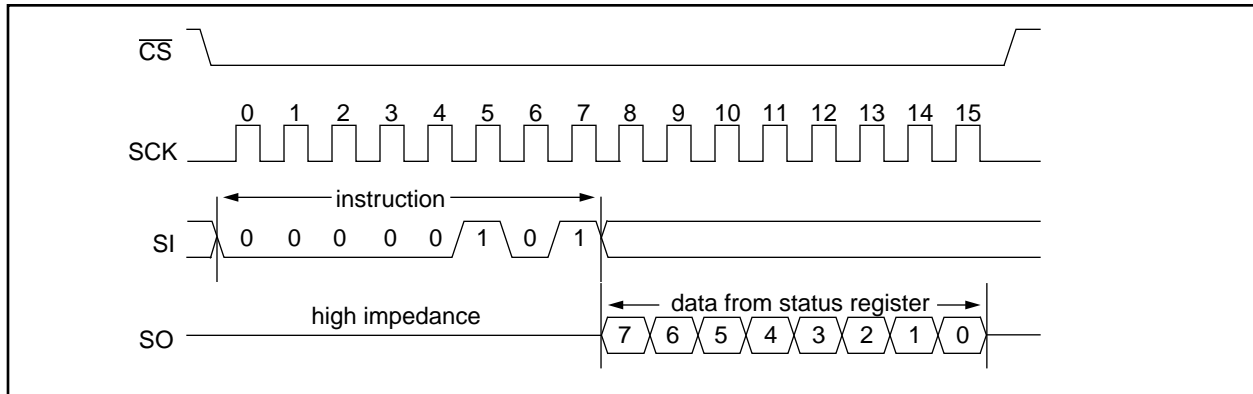 CS
0 1 2 3 4 5 6 7 8 9 10 11 12 13 14 15
SCK
instruction
SI 0 0 0 0 0 1 0 1
data from status register
high impedance
SO 7 6 5 4 3 2 1 0